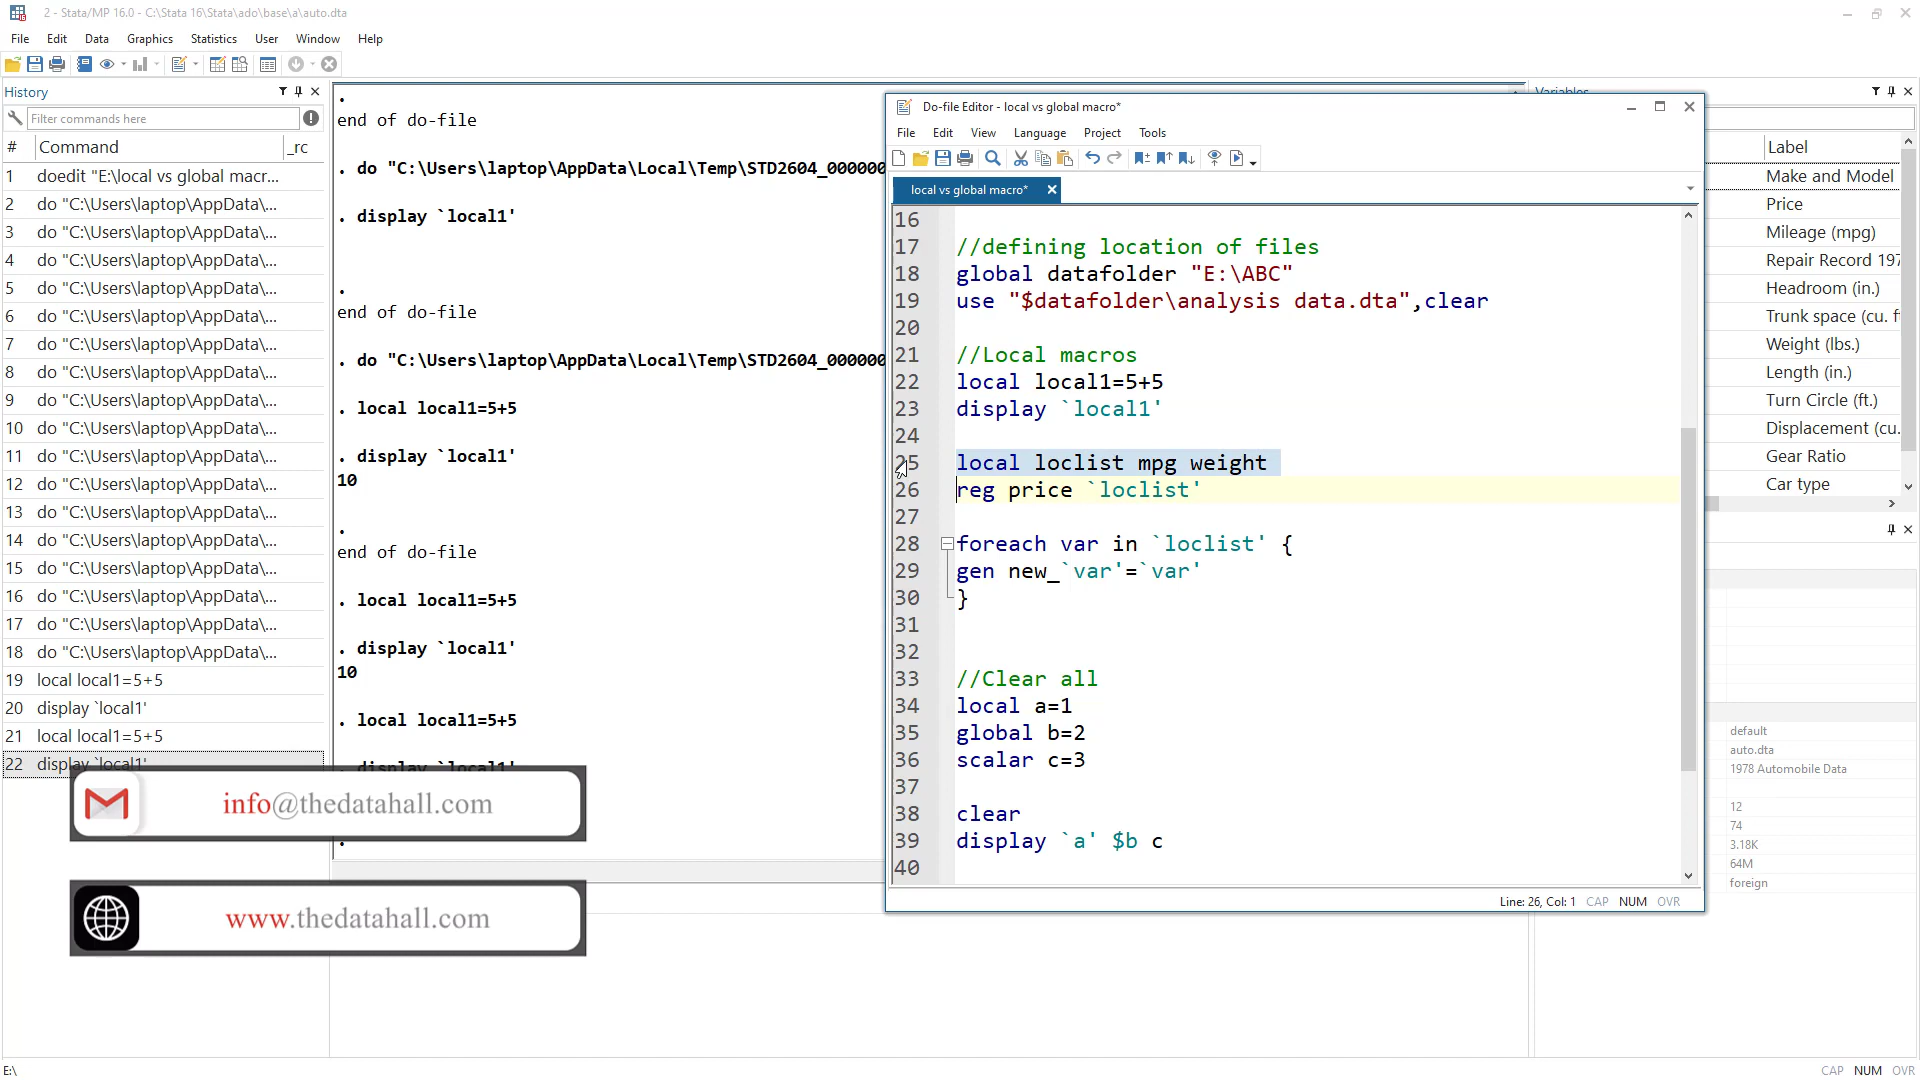 2 - Stata/MP 16.0 - C:\Stata 16\Stata\ado\base\a\auto.dta
File Edit Data Graphics Statistics User Window Help
History
Filter commands here
# Command _rc
1 doedit "E:\local vs global macr...
2 do "C:\Users\laptop\AppData\...
3 do "C:\Users\laptop\AppData\...
4 do "C:\Users\laptop\AppData\...
5 do "C:\Users\laptop\AppData\...
6 do "C:\Users\laptop\AppData\...
7 do "C:\Users\laptop\AppData\...
8 do "C:\Users\laptop\AppData\...
9 do "C:\Users\laptop\AppData\...
10 do "C:\Users\laptop\AppData\...
11 do "C:\Users\laptop\AppData\...
12 do "C:\Users\laptop\AppData\...
13 do "C:\Users\laptop\AppData\...
14 do "C:\Users\laptop\AppData\...
15 do "C:\Users\laptop\AppData\...
16 do "C:\Users\laptop\AppData\...
17 do "C:\Users\laptop\AppData\...
18 do "C:\Users\laptop\AppData\...
19 local local1=5+5
20 display `local1'
21 local local1=5+5
22 display `local1'
.
end of do-file
. do "C:\Users\laptop\AppData\Local\Temp\STD2604_000000
. display `local1'
.
end of do-file
. do "C:\Users\laptop\AppData\Local\Temp\STD2604_000000
. local local1=5+5
. display `local1'
10
.
end of do-file
. local local1=5+5
. display `local1'
10
. local local1=5+5
. display `local1'
.
info@thedatahall.com
www.thedatahall.com
Do-file Editor - local vs global macro*
File Edit View Language Project Tools
local vs global macro*
16
17 //defining location of files
18 global datafolder "E:\ABC"
19 use "$datafolder\analysis data.dta",clear
20
21 //Local macros
22 local local1=5+5
23 display `local1'
24
25 local loclist mpg weight
26 reg price `loclist'
27
28 foreach var in `loclist' {
29 gen new_`var'=`var'
30 }
31
32
33 //Clear all
34 local a=1
35 global b=2
36 scalar c=3
37
38 clear
39 display `a' $b c
40
Line: 26, Col: 1 CAP NUM OVR
Variables
Label
Make and Model
Price
Mileage (mpg)
Repair Record 197
Headroom (in.)
Trunk space (cu. f
Weight (lbs.)
Length (in.)
Turn Circle (ft.)
Displacement (cu.
Gear Ratio
Car type
default
auto.dta
1978 Automobile Data
12
74
3.18K
64M
foreign
E:\
CAP NUM OVR